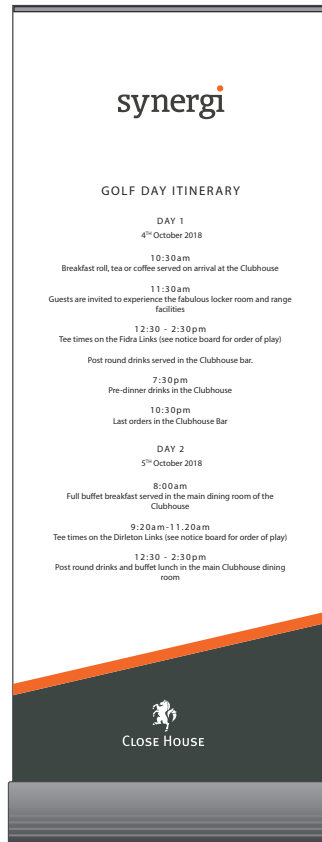 synergi
GOLF DAY ITINERARY
DAY 1
4TH October 2018
10:30am
Breakfast roll, tea or coffee served on arrival at the Clubhouse
11:30am
Guests are invited to experience the fabulous locker room and range
facilities
12:30 - 2:30pm
Tee times on the Fidra Links (see notice board for order of play)
Post round drinks served in the Clubhouse bar.
7:30pm
Pre-dinner drinks in the Clubhouse
10:30pm
Last orders in the Clubhouse Bar
DAY 2
5TH October 2018
8:00am
Full buffet breakfast served in the main dining room of the
Clubhouse
9:20am-11.20am
Tee times on the Dirleton Links (see notice board for order of play)
12:30 - 2:30pm
Post round drinks and buffet lunch in the main Clubhouse dining
room
CLOSE HOUSE